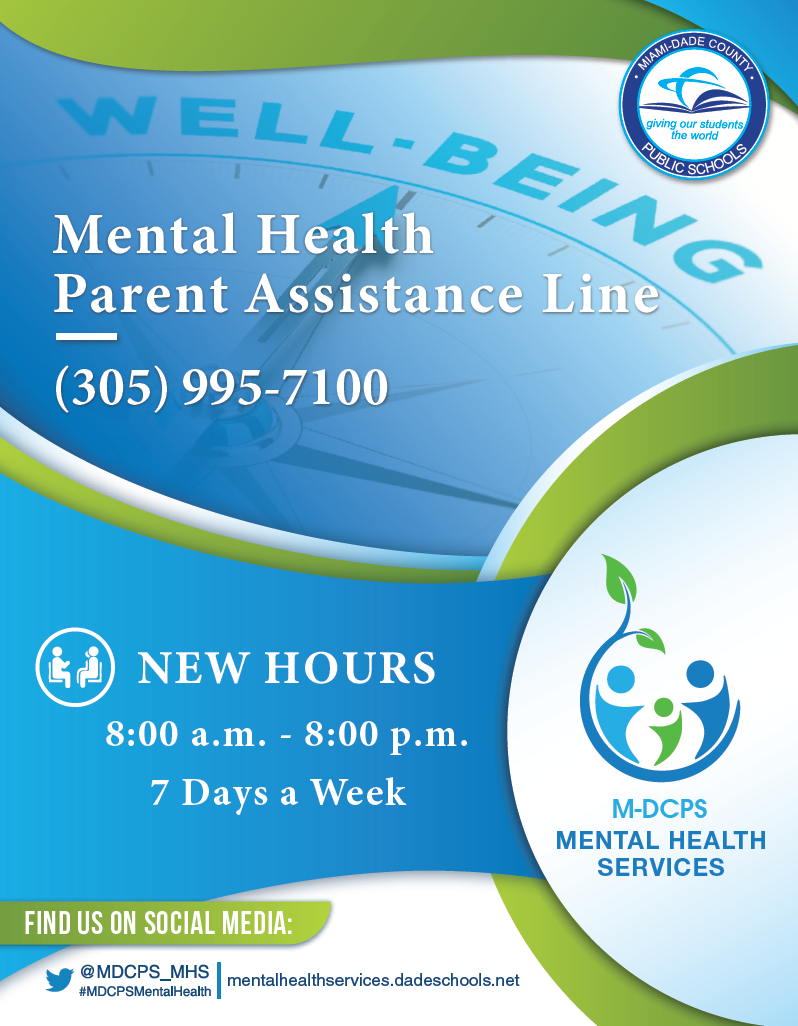 WELL-BEING
• MIAMI-DADE COUNTY •
giving our students
the world
PUBLIC SCHOOLS
Mental Health
Parent Assistance Line
(305) 995-7100
NEW HOURS
8:00 a.m. - 8:00 p.m.
7 Days a Week
M-DCPS
MENTAL HEALTH
SERVICES
FIND US ON SOCIAL MEDIA:
@MDCPS_MHS
#MDCPSMentalHealth
mentalhealthservices.dadeschools.net